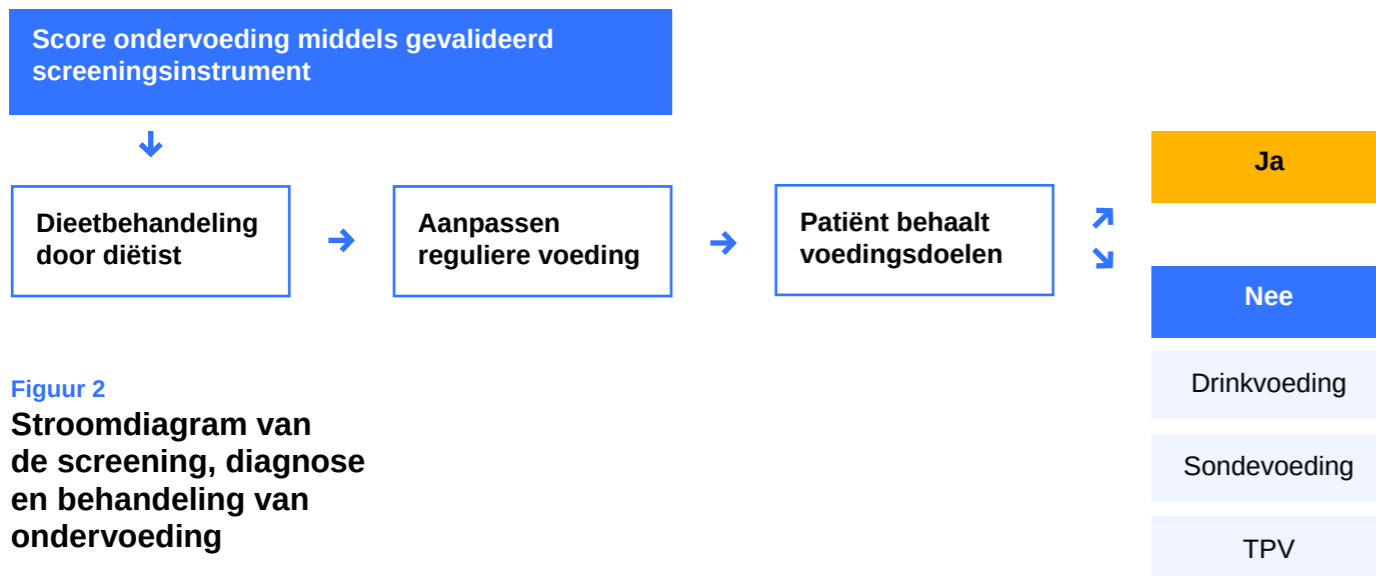 Score ondervoeding middels gevalideerd
screeningsinstrument
Dieetbehandeling
door diëtist
Aanpassen
reguliere voeding
Patiënt behaalt
voedingsdoelen
Ja
Nee
Drinkvoeding
Sondevoeding
TPV
Figuur 2
Stroomdiagram van
de screening, diagnose
en behandeling van
ondervoeding